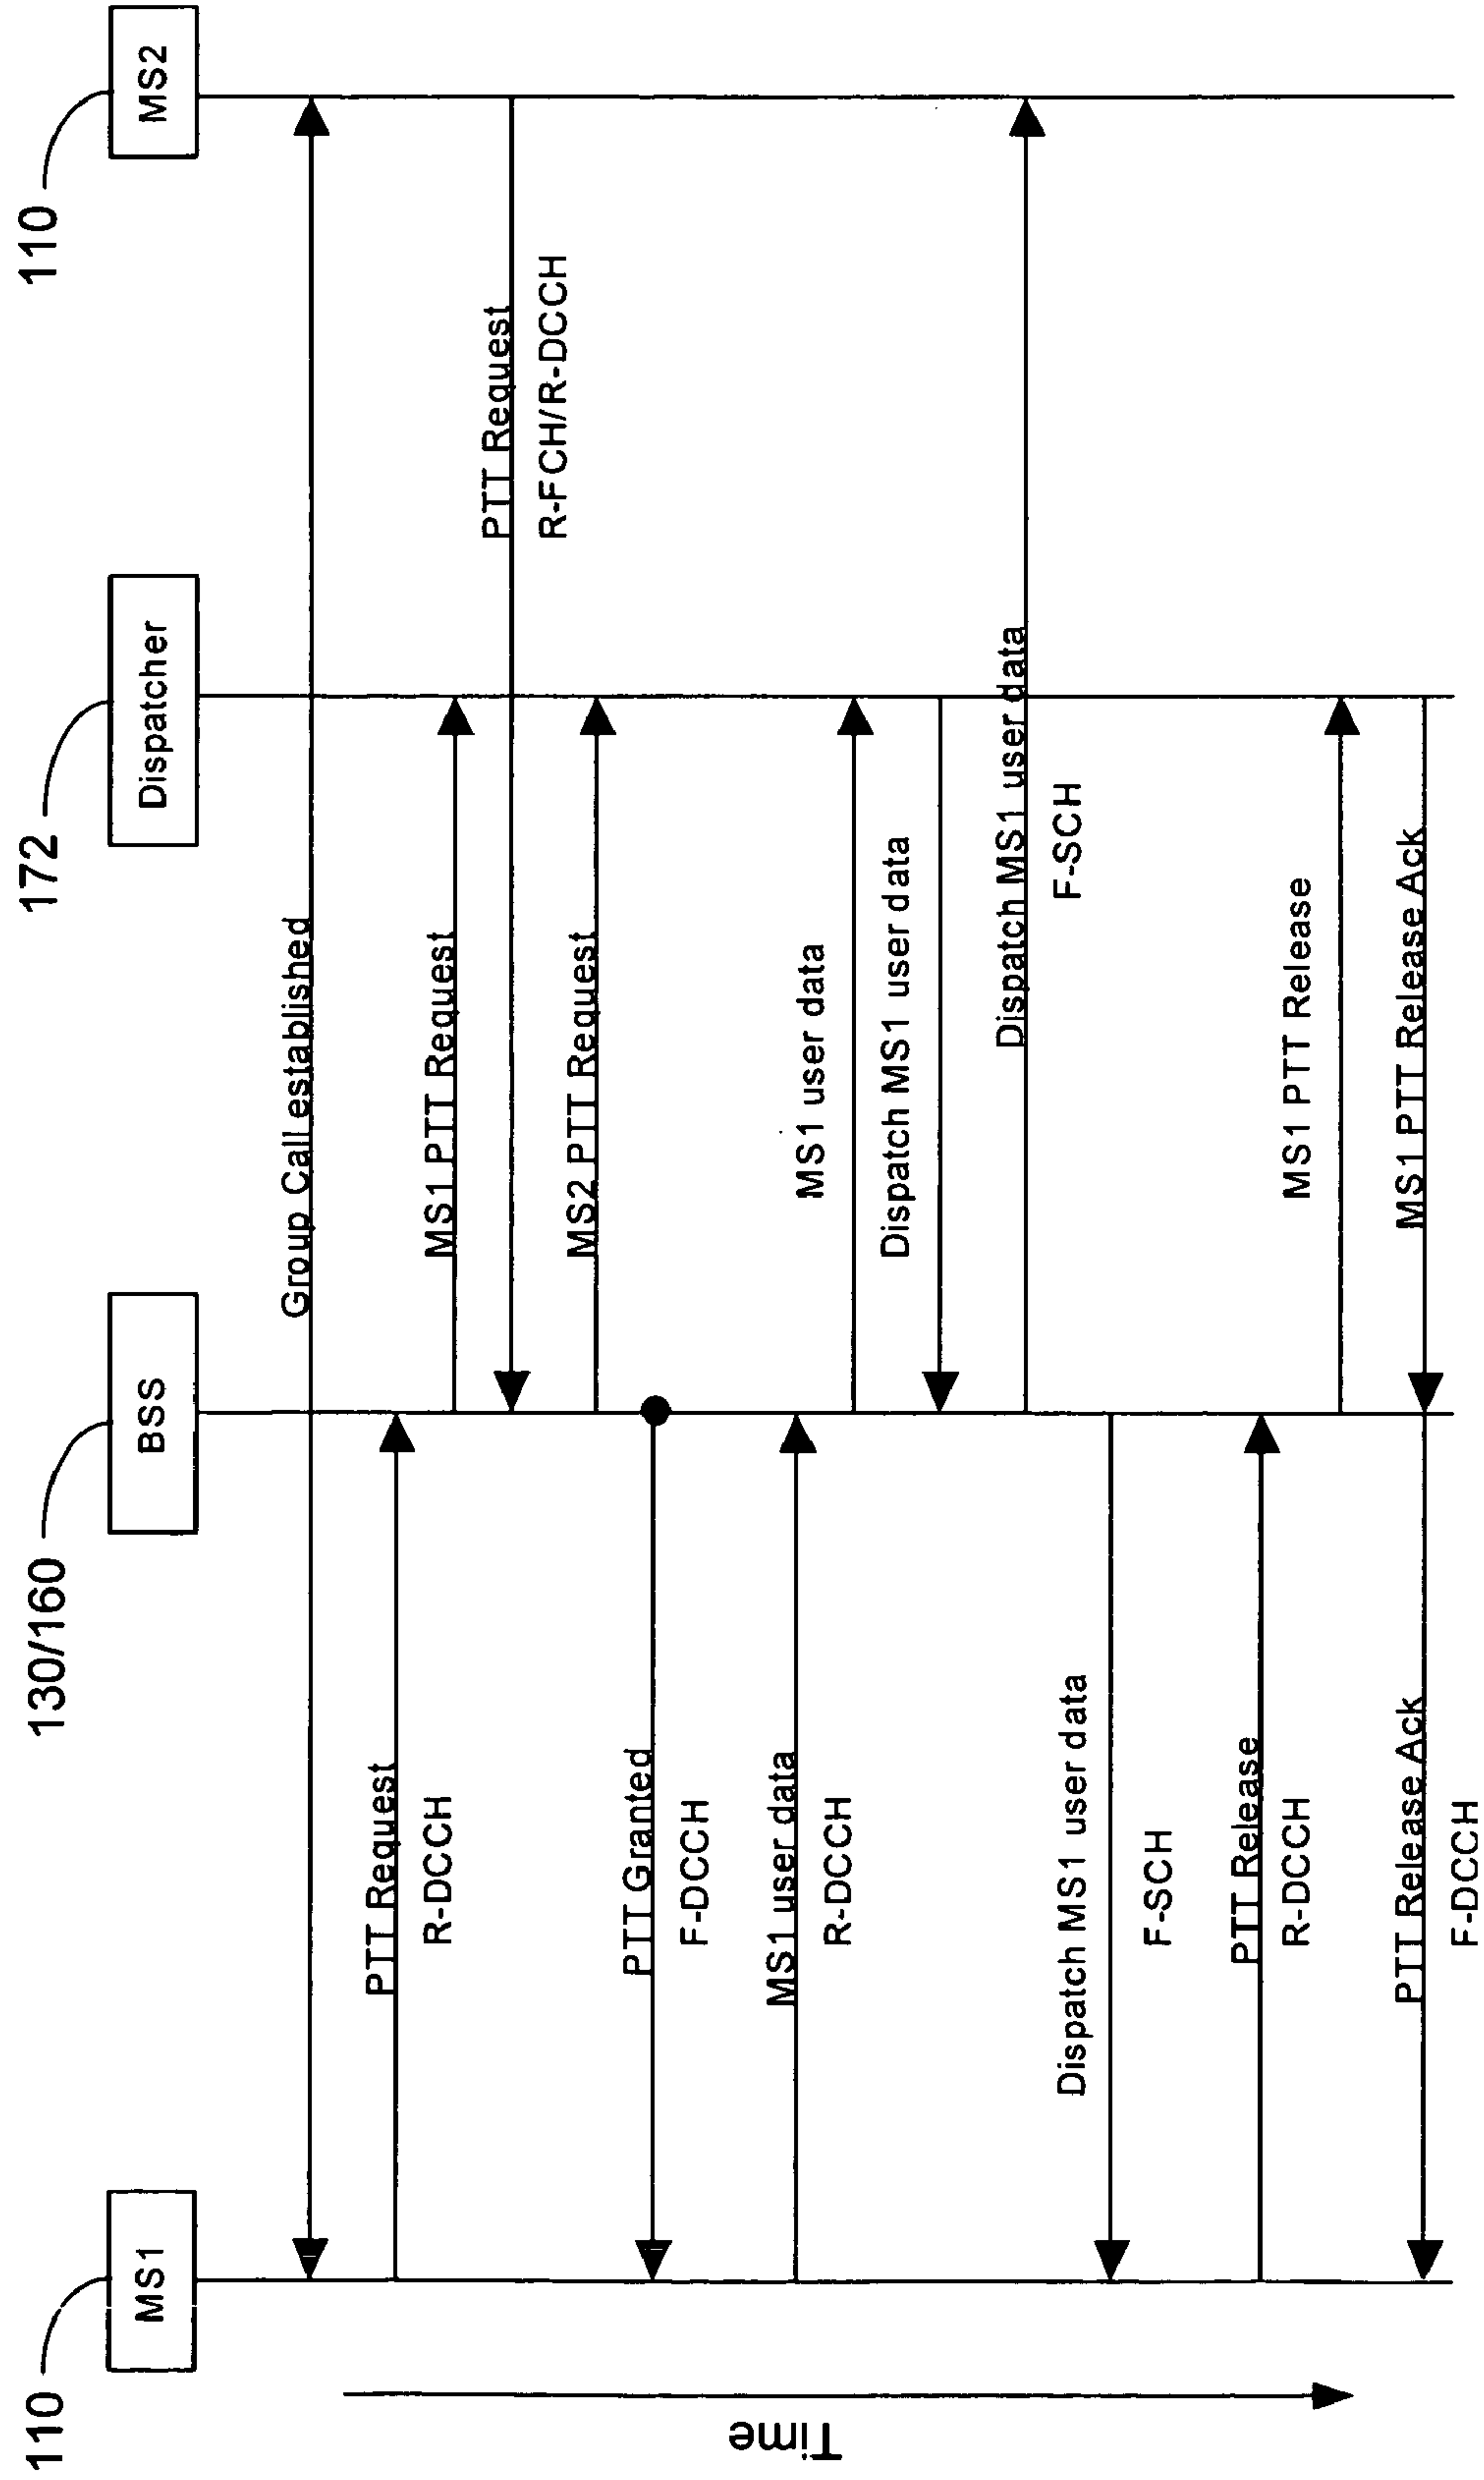 110
130/160
172
110
MS1
BSS
Dispatcher
MS2
Time
Group Call established
PTT Request
R-DCCH
MS1 PTT Request
PTT Request
R-FCH/R-DCCH
MS2 PTT Request
PTT Granted
F-DCCH
MS1 user data
R-DCCH
MS1 user data
Dispatch MS1 user data
Dispatch MS1 user data
F-SCH
Dispatch MS1 user data
F-SCH
PTT Release
R-DCCH
MS1 PTT Release
MS1 PTT Release Ack
PTT Release Ack
F-DCCH